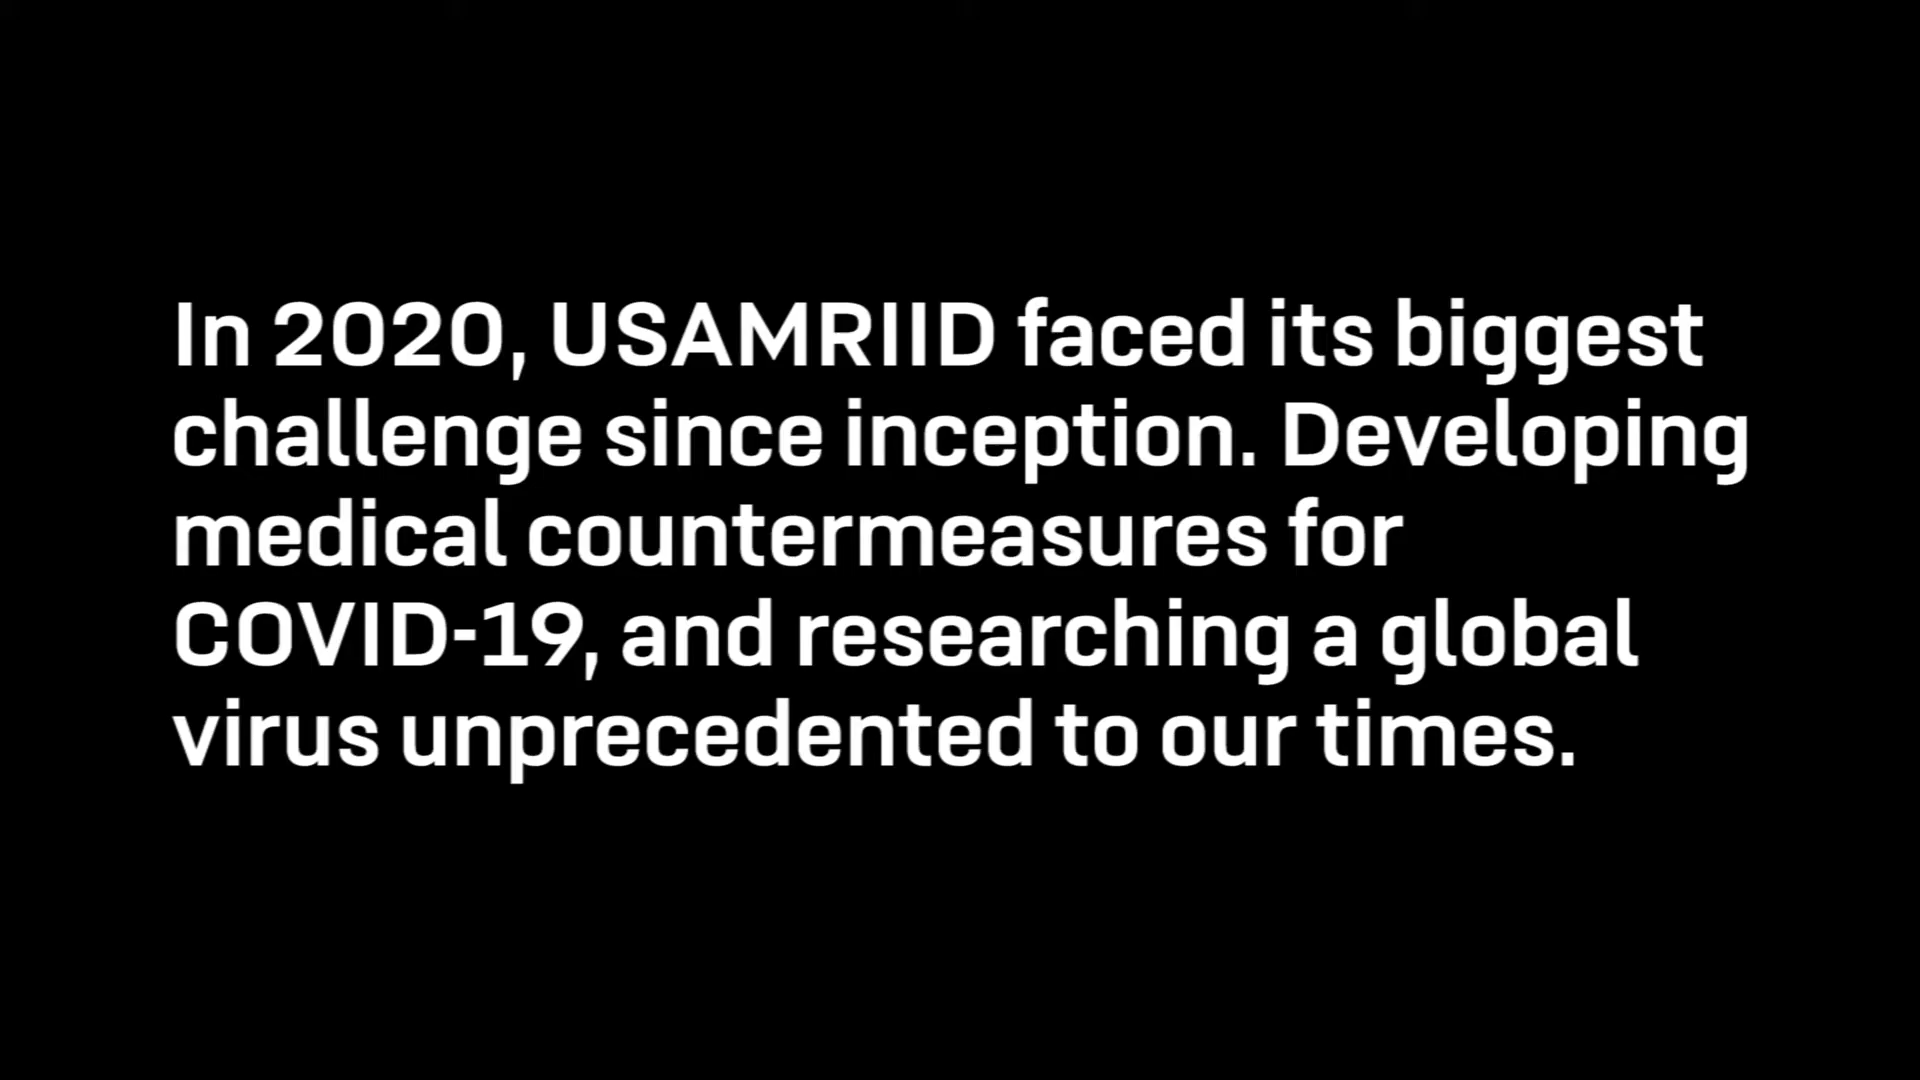 In 2020, USAMRIID faced its biggest
challenge since inception. Developing
medical countermeasures for
COVID-19, and researching a global
virus unprecedented to our times.